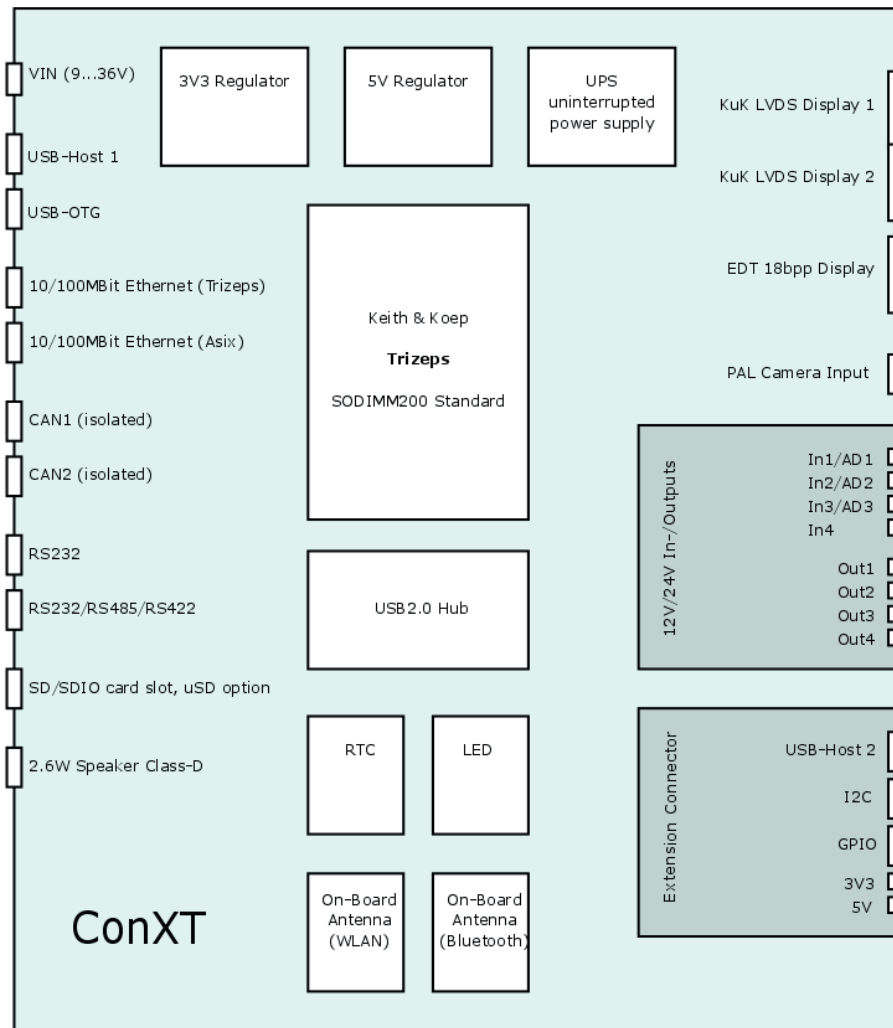 VIN (9...36V)
USB-Host 1
USB-OTG
10/100MBit Ethernet (Trizeps)
10/100MBit Ethernet (Asix)
CAN1 (isolated)
CAN2 (isolated)
RS232
RS232/RS485/RS422
SD/SDIO card slot, uSD option
2.6W Speaker Class-D
ConXT
3V3 Regulator
5V Regulator
UPS
uninterrupted
power supply
Keith & Koep
Trizeps
SODIMM200 Standard
USB2.0 Hub
RTC
LED
On-Board
Antenna
(WLAN)
On-Board
Antenna
(Bluetooth)
KuK LVDS Display 1
KuK LVDS Display 2
EDT 18bpp Display
PAL Camera Input
12V/24V In-/Outputs
In1/AD1
In2/AD2
In3/AD3
In4
Out1
Out2
Out3
Out4
Extension Connector
USB-Host 2
I2C
GPIO
3V3
5V